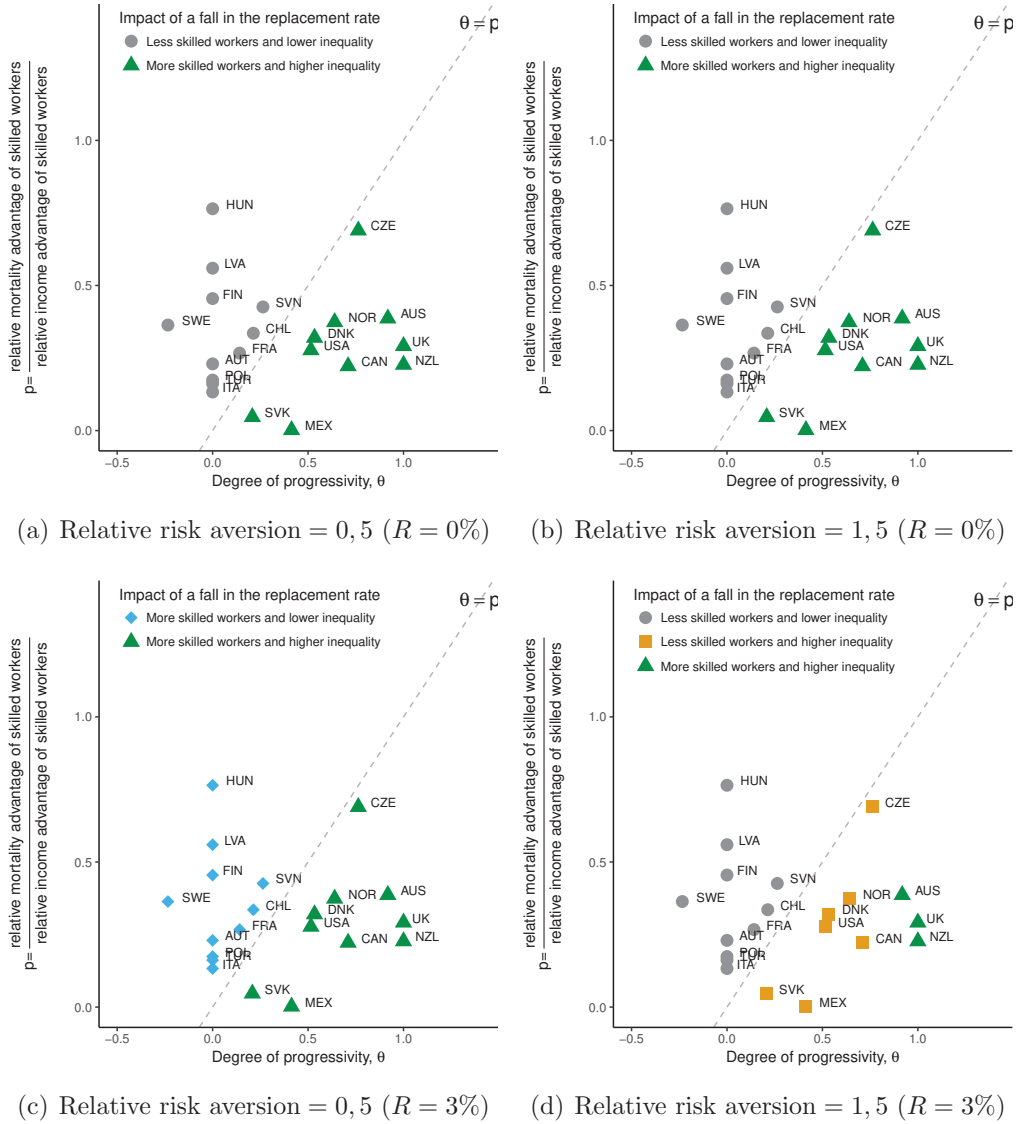 Impact of a fall in the replacement rate
Less skilled workers and lower inequality
More skilled workers and higher inequality
θ = p
p= relative mortality advantage of skilled workers
relative income advantage of skilled workers
1.0
0.5
0.0
HUN
CZE
LVA
FIN
SVN
SWE
NOR
AUS
CHL
DNK
USA
UK
FRA
AUT
CAN
NZL
POL
TUR
ITA
SVK
MEX
−0.5
0.0
0.5
1.0
Degree of progressivity, θ
(a) Relative risk aversion = 0, 5 (R = 0%)
Impact of a fall in the replacement rate
Less skilled workers and lower inequality
More skilled workers and higher inequality
θ = p
p= relative mortality advantage of skilled workers
relative income advantage of skilled workers
1.0
0.5
0.0
HUN
CZE
LVA
FIN
SVN
SWE
NOR
AUS
CHL
DNK
USA
UK
FRA
AUT
CAN
NZL
POL
TUR
ITA
SVK
MEX
−0.5
0.0
0.5
1.0
Degree of progressivity, θ
(b) Relative risk aversion = 1, 5 (R = 0%)
Impact of a fall in the replacement rate
More skilled workers and lower inequality
More skilled workers and higher inequality
θ = p
p= relative mortality advantage of skilled workers
relative income advantage of skilled workers
1.0
0.5
0.0
HUN
CZE
LVA
FIN
SVN
SWE
NOR
AUS
CHL
DNK
USA
UK
FRA
AUT
CAN
NZL
POL
TUR
ITA
SVK
MEX
−0.5
0.0
0.5
1.0
Degree of progressivity, θ
(c) Relative risk aversion = 0, 5 (R = 3%)
Impact of a fall in the replacement rate
Less skilled workers and lower inequality
Less skilled workers and higher inequality
More skilled workers and higher inequality
θ = p
p= relative mortality advantage of skilled workers
relative income advantage of skilled workers
1.0
0.5
0.0
HUN
CZE
LVA
FIN
SVN
SWE
NOR
AUS
CHL
DNK
USA
UK
FRA
AUT
CAN
NZL
POL
TUR
ITA
SVK
MEX
−0.5
0.0
0.5
1.0
Degree of progressivity, θ
(d) Relative risk aversion = 1, 5 (R = 3%)